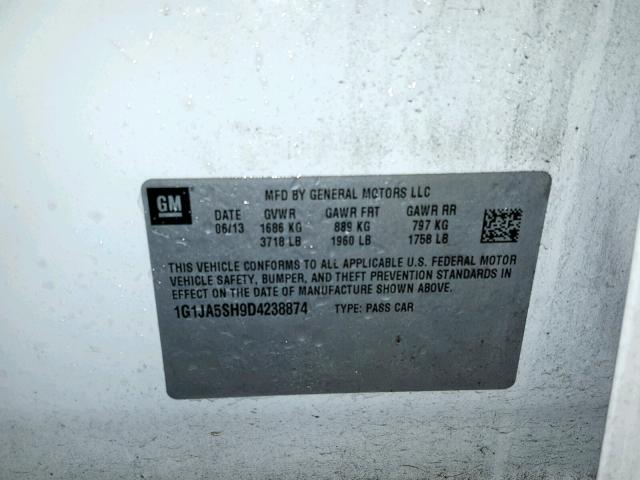 GM
MFD BY GENERAL MOTORS LLC
DATE GVWR GAWR FRT GAWR RR
06/13 1686 KG 889 KG 797 KG
3718 LB 1960 LB 1758 LB
THIS VEHICLE CONFORMS TO ALL APPLICABLE U.S. FEDERAL MOTOR
VEHICLE SAFETY, BUMPER, AND THEFT PREVENTION STANDARDS IN
EFFECT ON THE DATE OF MANUFACTURE SHOWN ABOVE.
1G1JA5SH9D4238874 TYPE: PASS CAR